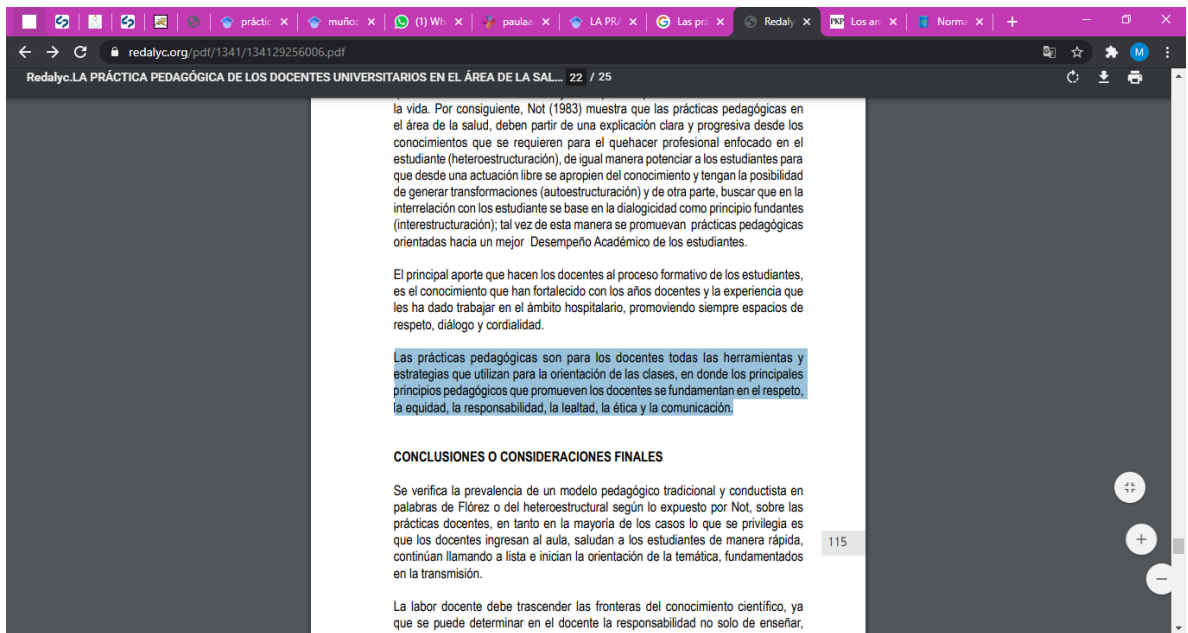 práctic
muñoz
(1) Wh
paulaa
LA PRÁ
Las prá
Redaly
PKP Los arr
Norma
redalyc.org/pdf/1341/134129256006.pdf
M
Redalyc.LA PRÁCTICA PEDAGÓGICA DE LOS DOCENTES UNIVERSITARIOS EN EL ÁREA DE LA SAL... 22 / 25
la vida. Por consiguiente, Not (1983) muestra que las prácticas pedagógicas en
el área de la salud, deben partir de una explicación clara y progresiva desde los
conocimientos que se requieren para el quehacer profesional enfocado en el
estudiante (heteroestructuración), de igual manera potenciar a los estudiantes para
que desde una actuación libre se apropien del conocimiento y tengan la posibilidad
de generar transformaciones (autoestructuración) y de otra parte, buscar que en la
interrelación con los estudiante se base en la dialogicidad como principio fundantes
(interestructuración); tal vez de esta manera se promuevan prácticas pedagógicas
orientadas hacia un mejor Desempeño Académico de los estudiantes.
El principal aporte que hacen los docentes al proceso formativo de los estudiantes,
es el conocimiento que han fortalecido con los años docentes y la experiencia que
les ha dado trabajar en el ámbito hospitalario, promoviendo siempre espacios de
respeto, diálogo y cordialidad.
Las prácticas pedagógicas son para los docentes todas las herramientas y
estrategias que utilizan para la orientación de las clases, en donde los principales
principios pedagógicos que promueven los docentes se fundamentan en el respeto,
la equidad, la responsabilidad, la lealtad, la ética y la comunicación.
CONCLUSIONES O CONSIDERACIONES FINALES
Se verifica la prevalencia de un modelo pedagógico tradicional y conductista en
palabras de Flórez o del heteroestructural según lo expuesto por Not, sobre las
prácticas docentes, en tanto en la mayoría de los casos lo que se privilegia es
que los docentes ingresan al aula, saludan a los estudiantes de manera rápida,
continúan llamando a lista e inician la orientación de la temática, fundamentados
en la transmisión.
115
La labor docente debe trascender las fronteras del conocimiento científico, ya
que se puede determinar en el docente la responsabilidad no solo de enseñar,